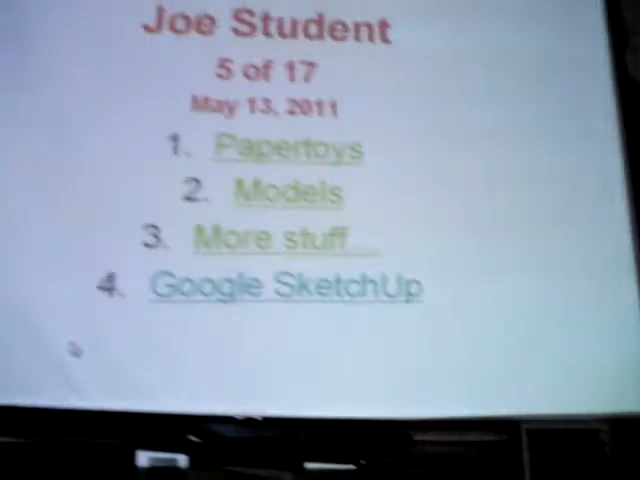 Joe Student
5 of 17
May 13, 2011
1. Papertoys
2. Models
3. More stuff
4. Google SketchUp